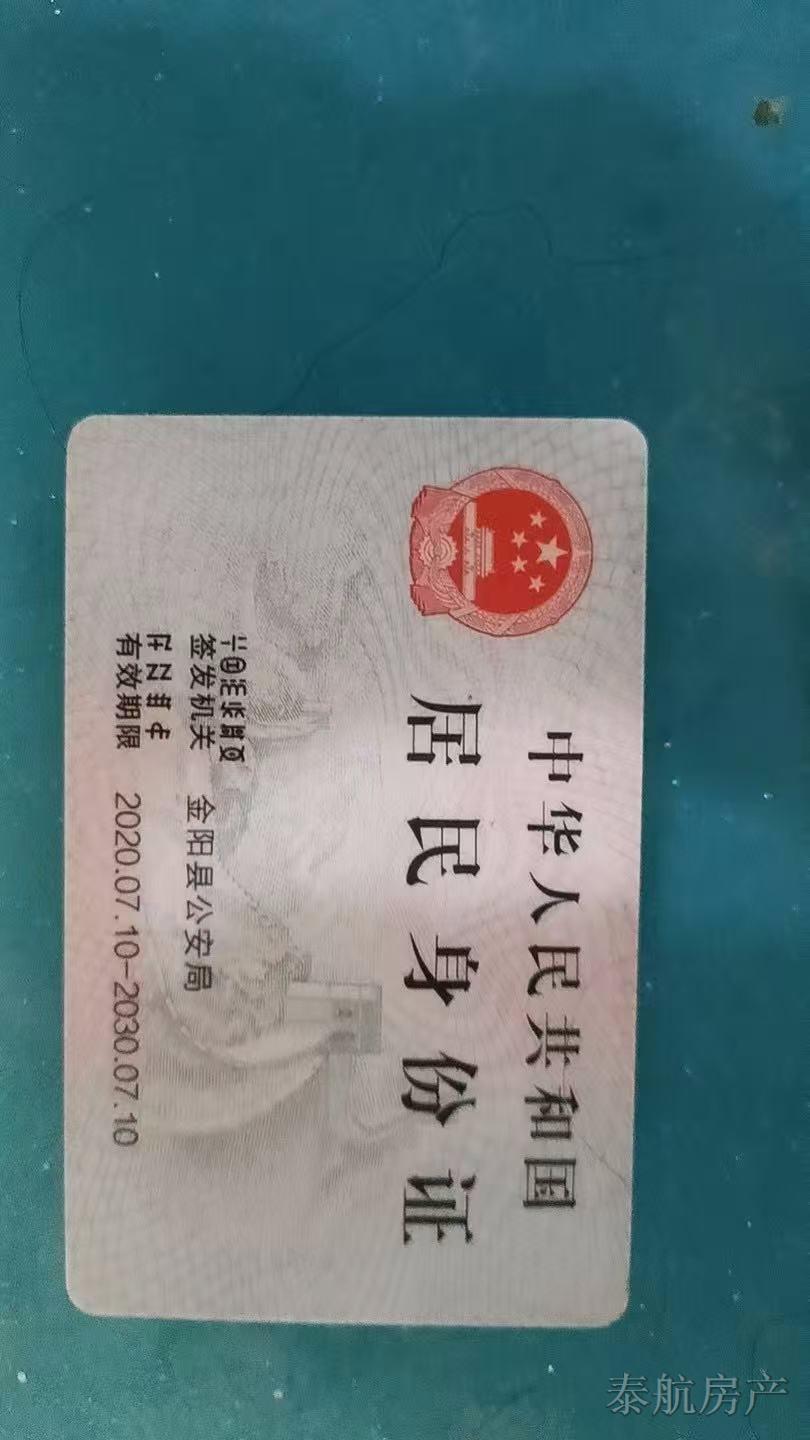 中华人民共和国
居民身份证
签发机关 金阳县公安局
有效期限 2020.07.10-2030.07.10
泰航房产